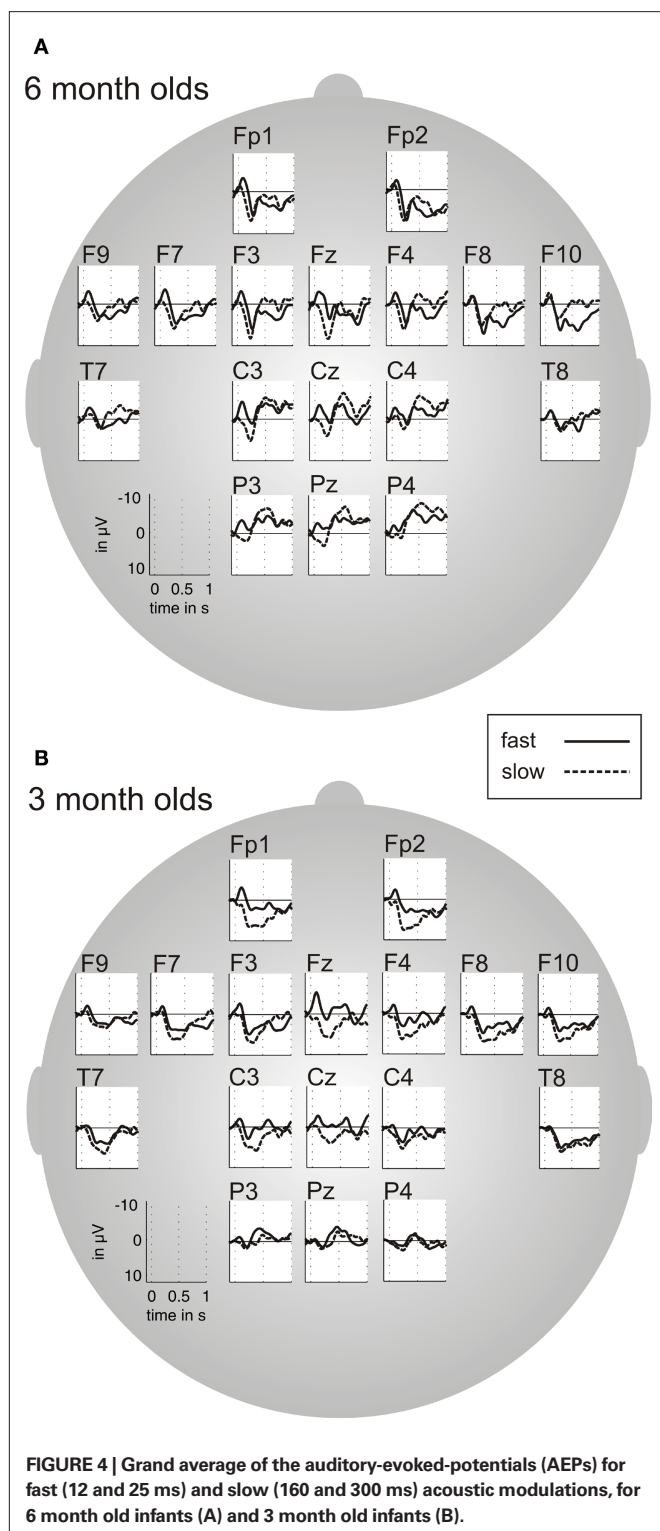 A
6 month olds
Fp1 Fp2
F9 F7 F3 Fz F4 F8 F10
T7 C3 Cz C4 T8
P3 Pz P4
-10
0
10
in µV
0 0.5 1
time in s
fast
slow
B
3 month olds
Fp1 Fp2
F9 F7 F3 Fz F4 F8 F10
T7 C3 Cz C4 T8
P3 Pz P4
-10
0
10
in µV
0 0.5 1
time in s
FIGURE 4 | Grand average of the auditory-evoked-potentials (AEPs) for
fast (12 and 25 ms) and slow (160 and 300 ms) acoustic modulations, for
6 month old infants (A) and 3 month old infants (B).